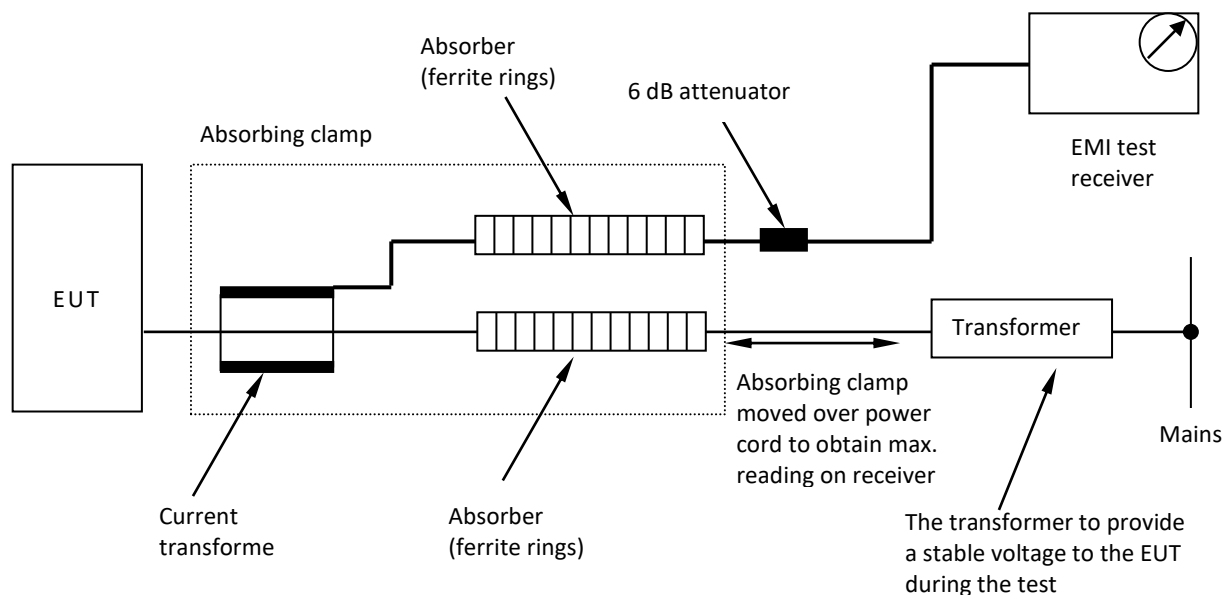 Absorber
(ferrite rings)
6 dB attenuator
Absorbing clamp
EMI test
receiver
EUT
Transformer
Absorbing clamp
moved over power
cord to obtain max.
reading on receiver
Mains
Current
transforme
Absorber
(ferrite rings)
The transformer to provide
a stable voltage to the EUT
during the test